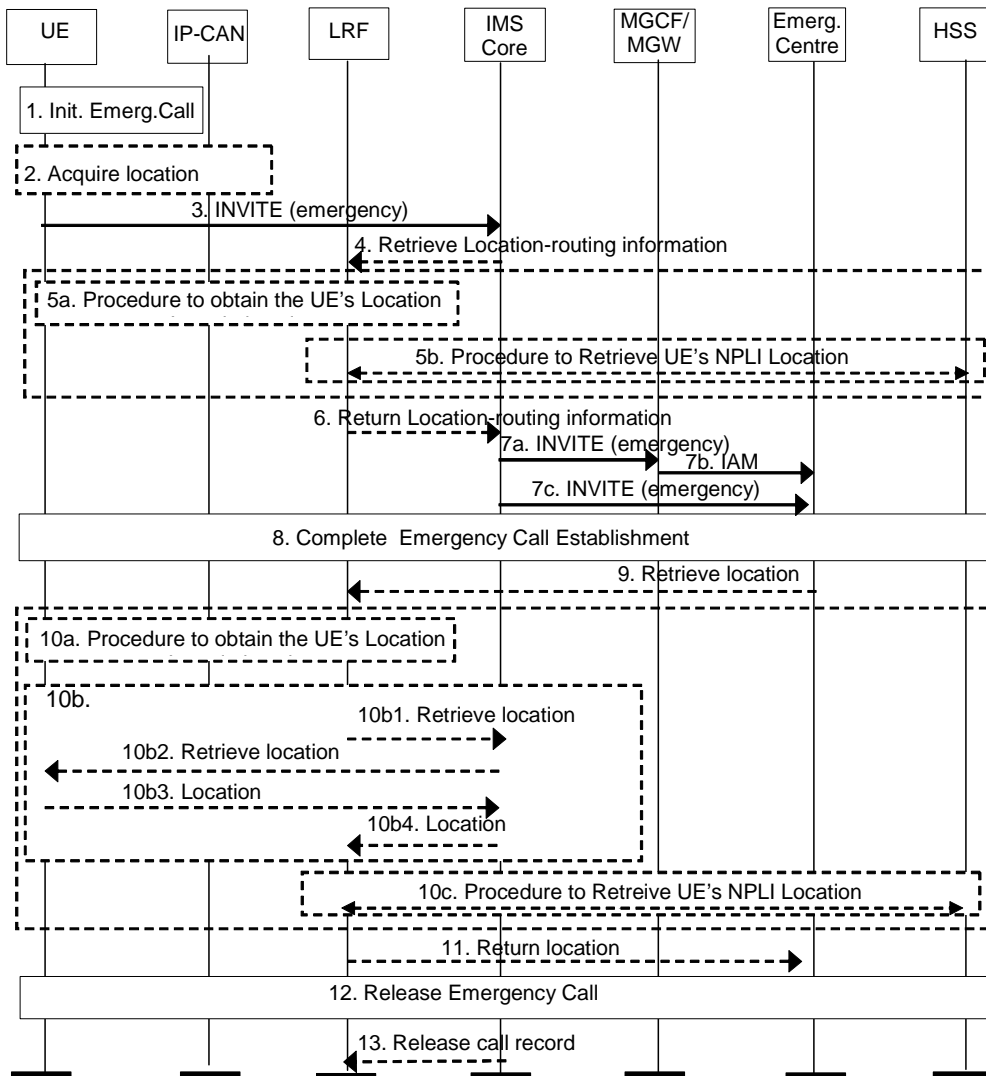 UE
IP-CAN
LRF
IMS
Core
MGCF/
MGW
Emerg.
Centre
HSS
1. Init. Emerg.Call
2. Acquire location
3. INVITE (emergency)
4. Retrieve Location-routing information
5a. Procedure to obtain the UE's Location
5b. Procedure to Retrieve UE's NPLI Location
6. Return Location-routing information
7a. INVITE (emergency)
7b. IAM
7c. INVITE (emergency)
8. Complete Emergency Call Establishment
9. Retrieve location
10a. Procedure to obtain the UE's Location
10b.
10b1. Retrieve location
10b2. Retrieve location
10b3. Location
10b4. Location
10c. Procedure to Retreive UE's NPLI Location
11. Return location
12. Release Emergency Call
13. Release call record